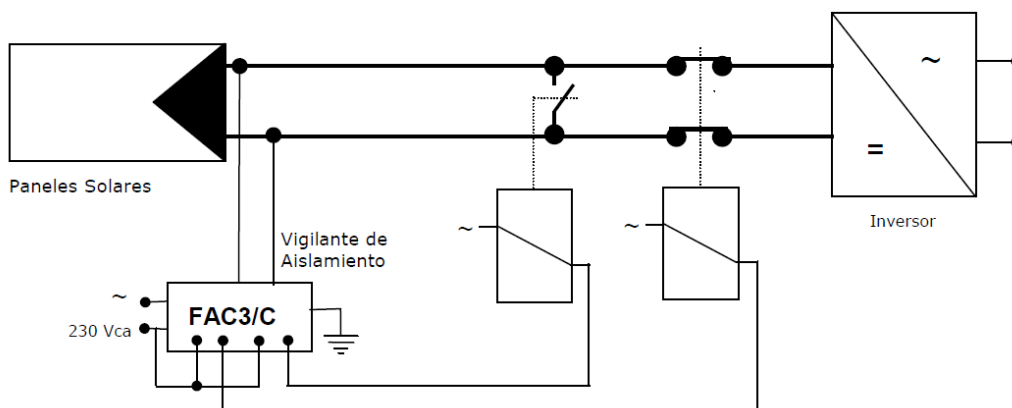 Paneles Solares
Vigilante de
Aislamiento
~
230 Vca
FAC3/C
~
~
~
=
Inversor